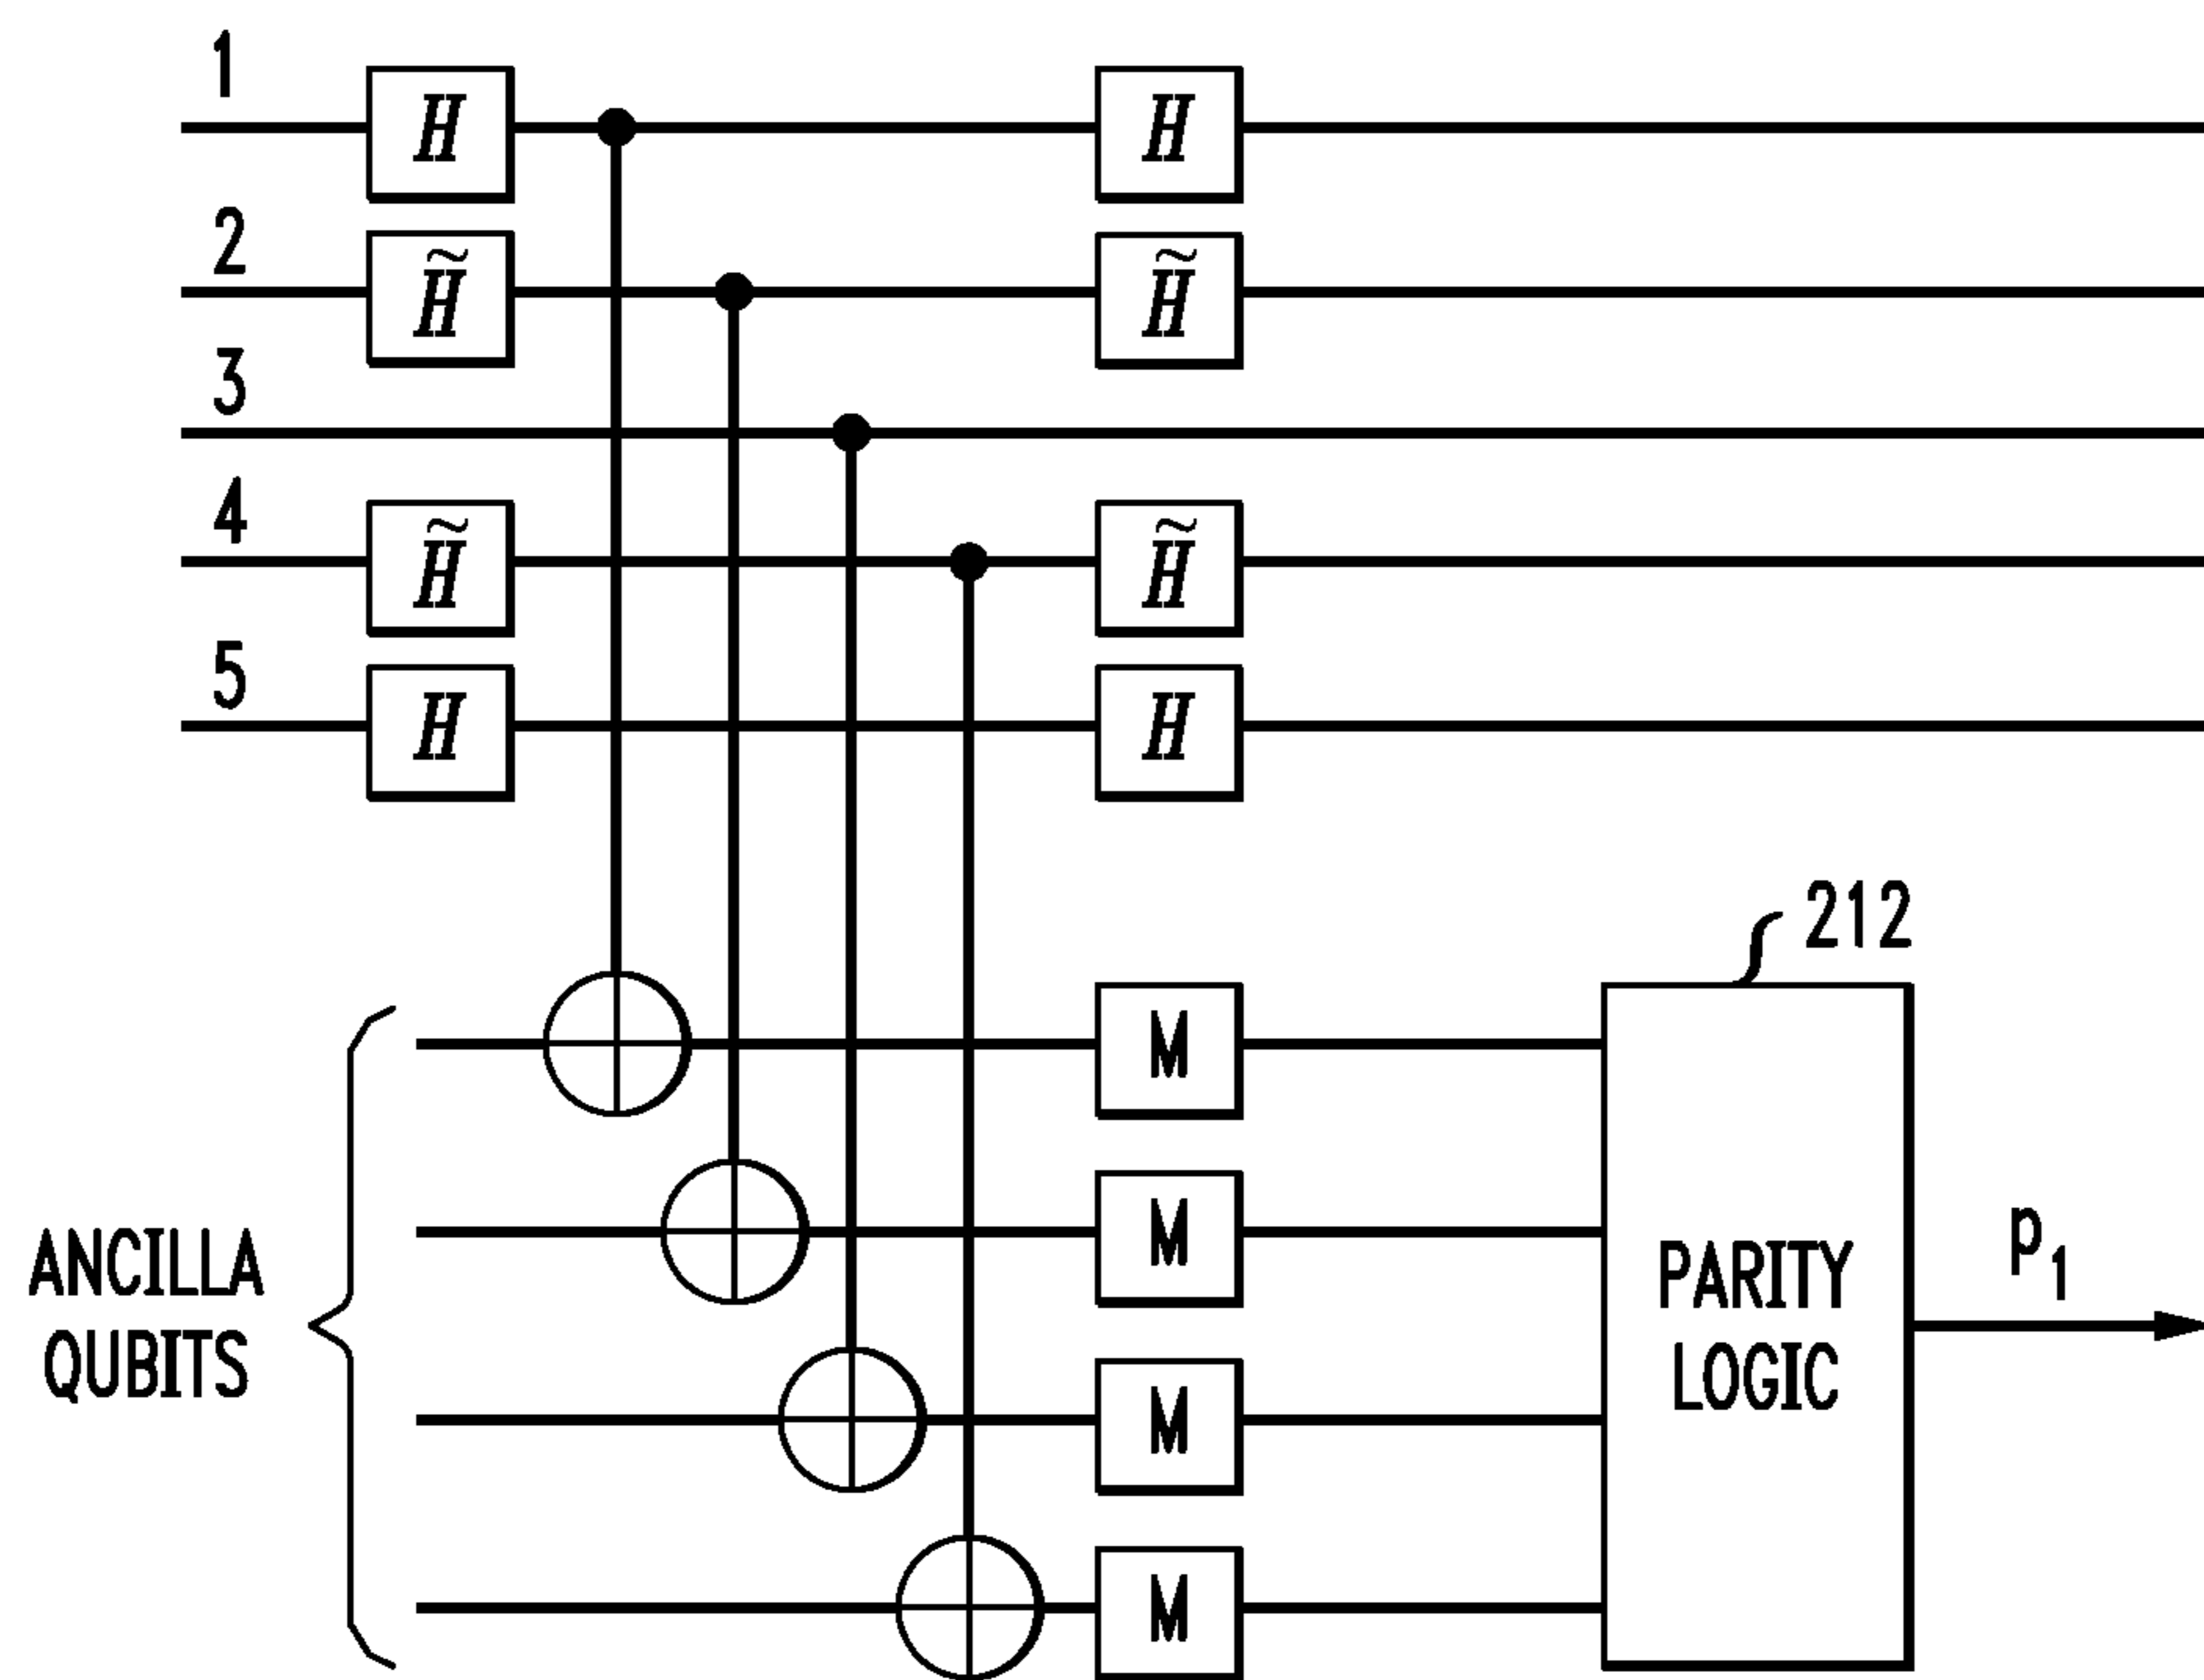 1
H H
2
H̃ H̃
3
4
H̃ H̃
5
H H
212
M
M
M
M
ANCILLA
QUBITS
PARITY
LOGIC
p1